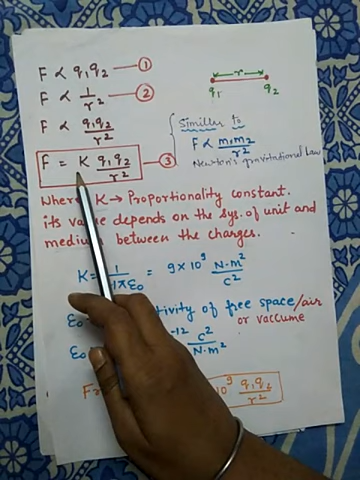 F ∝ q₁q₂ —— ①
F ∝ 1/r² —— ②
F ∝ q₁q₂/r²
F = K q₁q₂/r² —— ③
r
q₁ q₂
Similler to
F ∝ m₁m₂/r²
Newton's gravitational Law
Where K → Proportionality constant.
its value depends on the sys. of unit and
medium between the charges.
K = 1/ πε₀ = 9×10⁹ N·m²/C²
ε₀ tivity of free space/air
or vaccume
ε₀ ⁻¹² C²/N·m²
F 10⁹ q₁q₂/r²